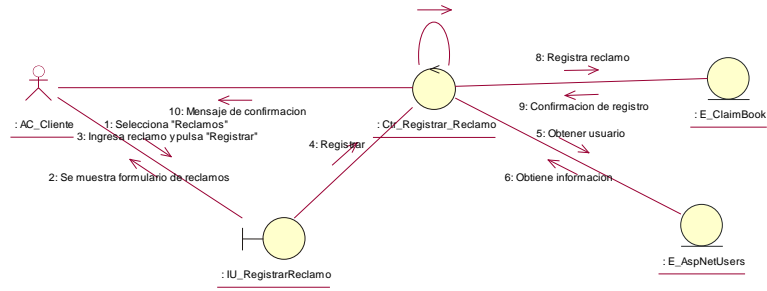 8: Registra reclamo
10: Mensaje de confirmacion
9: Confirmacion de registro
: AC_Cliente
1: Selecciona "Reclamos"
: Ctr_Registrar_Reclamo
: E_ClaimBook
3: Ingresa reclamo y pulsa "Registrar"
5: Obtener usuario
4: Registrar
2: Se muestra formulario de reclamos
6: Obtiene informacion
: E_AspNetUsers
: IU_RegistrarReclamo